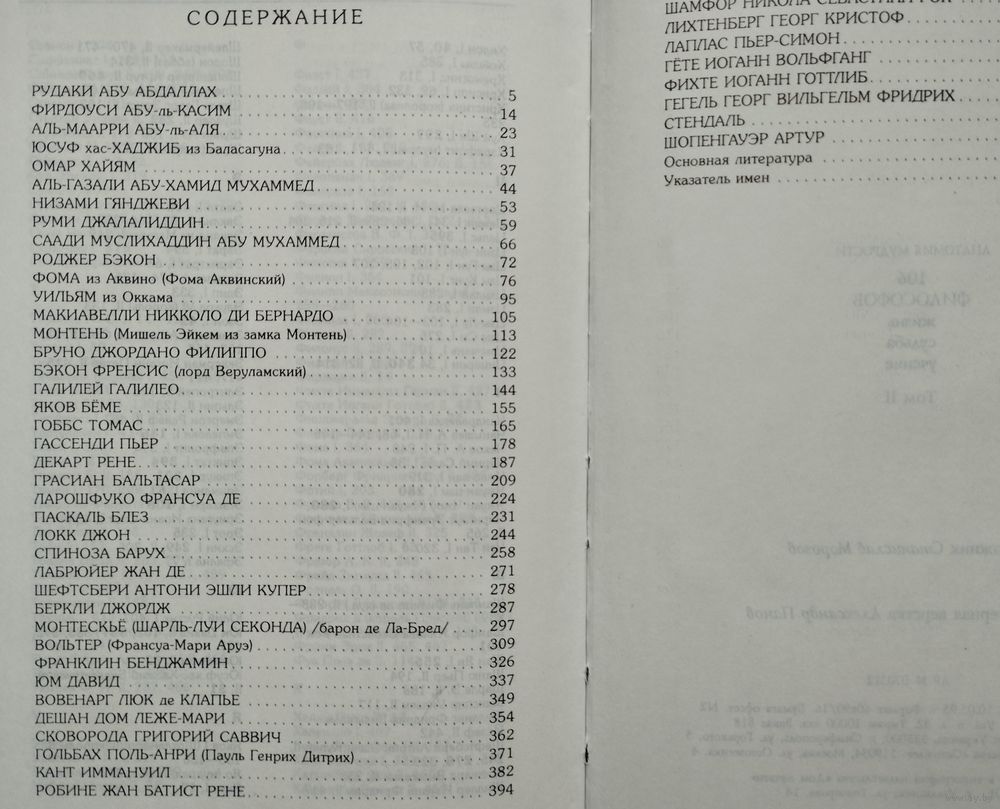 СОДЕРЖАНИЕ
РУДАКИ АБУ АБДАЛЛАХ 5
ФИРДОУСИ АБУ-ль-КАСИМ 14
АЛЬ-МААРРИ АБУ-ль-АЛЯ 23
ЮСУФ хас-ХАДЖИБ из Баласагуна 31
ОМАР ХАЙЯМ 37
АЛЬ-ГАЗАЛИ АБУ-ХАМИД МУХАММЕД 44
НИЗАМИ ГЯНДЖЕВИ 53
РУМИ ДЖАЛАЛИДДИН 59
СААДИ МУСЛИХАДДИН АБУ МУХАММЕД 66
РОДЖЕР БЭКОН 72
ФОМА из Аквино (Фома Аквинский) 76
УИЛЬЯМ из Оккама 95
МАКИАВЕЛЛИ НИККОЛО ДИ БЕРНАРДО 105
МОНТЕНЬ (Мишель Эйкем из замка Монтень) 113
БРУНО ДЖОРДАНО ФИЛИППО 122
БЭКОН ФРЕНСИС (лорд Веруламский) 133
ГАЛИЛЕЙ ГАЛИЛЕО 144
ЯКОВ БЁМЕ 155
ГОББС ТОМАС 165
ГАССЕНДИ ПЬЕР 178
ДЕКАРТ РЕНЕ 187
ГРАСИАН БАЛЬТАСАР 209
ЛАРОШФУКО ФРАНСУА ДЕ 224
ПАСКАЛЬ БЛЕЗ 231
ЛОКК ДЖОН 244
СПИНОЗА БАРУХ 258
ЛАБРЮЙЕР ЖАН ДЕ 271
ШЕФТСБЕРИ АНТОНИ ЭШЛИ КУПЕР 278
БЕРКЛИ ДЖОРДЖ 287
МОНТЕСКЬЁ (ШАРЛЬ-ЛУИ СЕКОНДА) /барон де Ла-Бред/ 297
ВОЛЬТЕР (Франсуа-Мари Аруэ) 309
ФРАНКЛИН БЕНДЖАМИН 326
ЮМ ДАВИД 337
ВОВЕНАРГ ЛЮК де КЛАПЬЕ 349
ДЕШАН ДОМ ЛЕЖЕ-МАРИ 354
СКОВОРОДА ГРИГОРИЙ САВВИЧ 362
ГОЛЬБАХ ПОЛЬ-АНРИ (Пауль Генрих Дитрих) 371
КАНТ ИММАНУИЛ 382
РОБИНЕ ЖАН БАТИСТ РЕНЕ 394
ШАМФОР НИКОЛА СЕБАСТИАН
ЛИХТЕНБЕРГ ГЕОРГ КРИСТОФ
ЛАПЛАС ПЬЕР-СИМОН
ГЁТЕ ИОГАНН ВОЛЬФГАНГ
ФИХТЕ ИОГАНН ГОТТЛИБ
ГЕГЕЛЬ ГЕОРГ ВИЛЬГЕЛЬМ ФРИДРИХ
СТЕНДАЛЬ
ШОПЕНГАУЭР АРТУР
Основная литература
Указатель имен